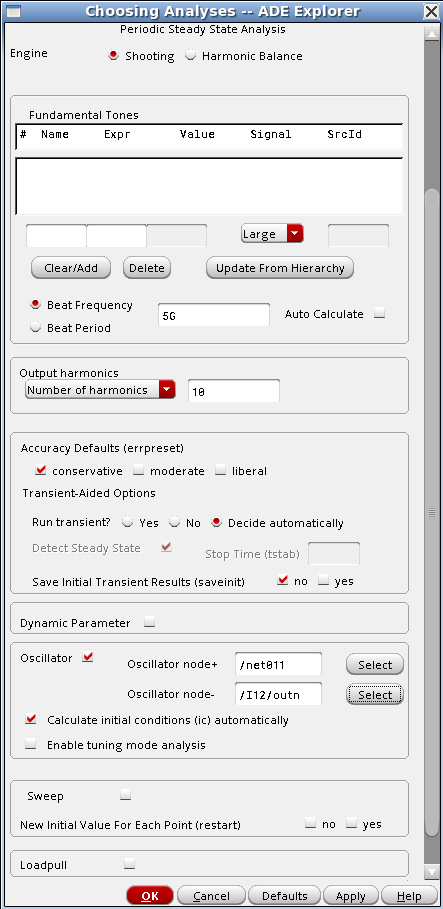 Choosing Analyses -- ADE Explorer
Periodic Steady State Analysis
Engine Shooting Harmonic Balance
Fundamental Tones
# Name Expr Value Signal SrcId
Large
Clear/Add Delete Update From Hierarchy
Beat Frequency 5G Auto Calculate
Beat Period
Output harmonics
Number of harmonics 10
Accuracy Defaults (errpreset)
conservative moderate liberal
Transient-Aided Options
Run transient? Yes No Decide automatically
Detect Steady State Stop Time (tstab)
Save Initial Transient Results (saveinit) no yes
Dynamic Parameter
Oscillator Oscillator node+ /net011 Select
Oscillator node- /I12/outn Select
Calculate initial conditions (ic) automatically
Enable tuning mode analysis
Sweep
New Initial Value For Each Point (restart) no yes
Loadpull
OK Cancel Defaults Apply Help